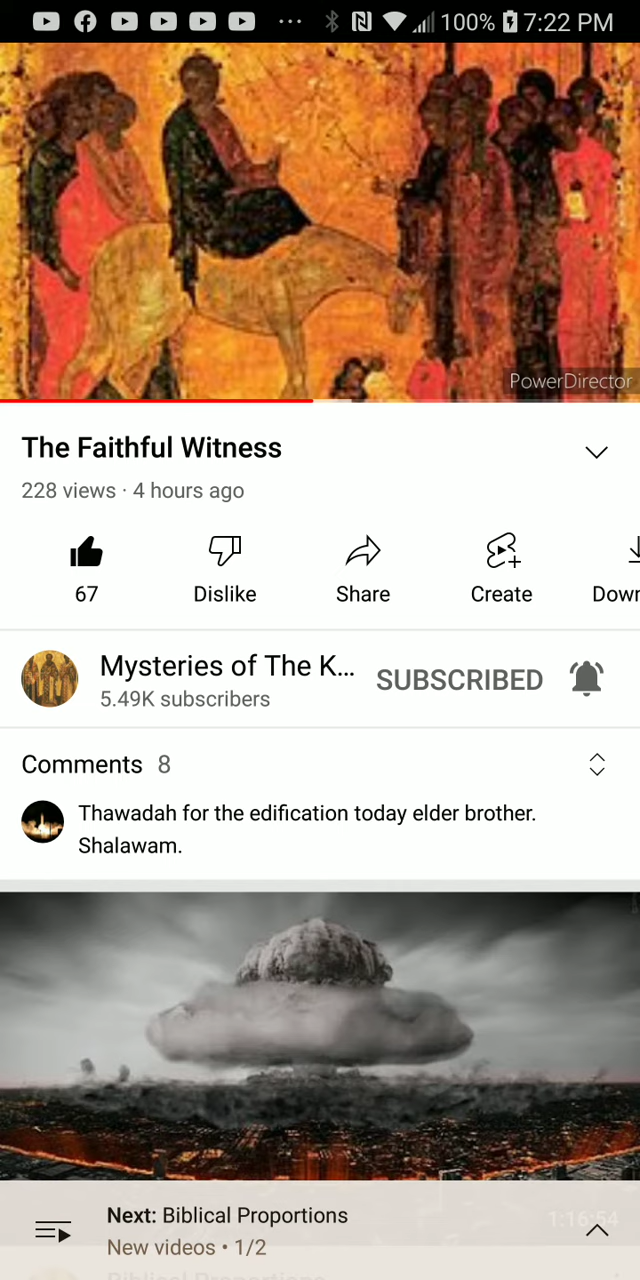 100% 7:22 PM
PowerDirector
The Faithful Witness
228 views · 4 hours ago
67 Dislike Share Create Down
Mysteries of The K... SUBSCRIBED
5.49K subscribers
Comments 8
Thawadah for the edification today elder brother.
Shalawam.
Next: Biblical Proportions
1:16:54
New videos • 1/2
Biblical Proportions